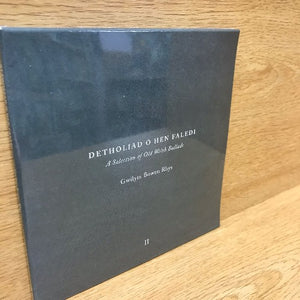 DETHOLIAD O HEN FALEDI
A Selection of Old Welsh Ballads
Gwilym Bowen Rhys
II